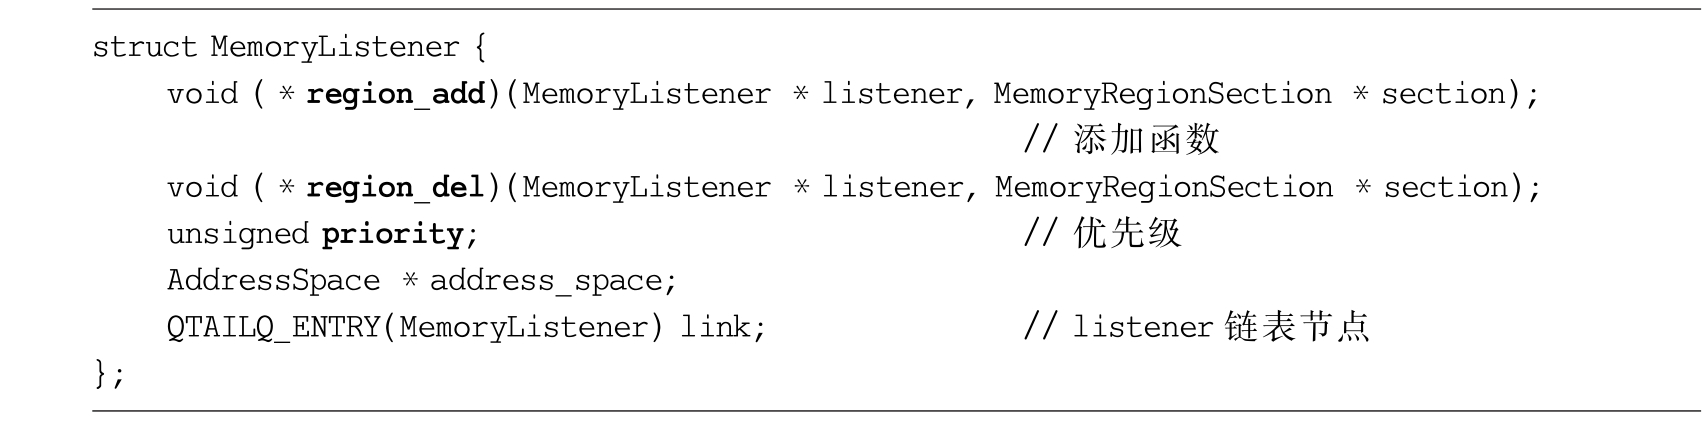 struct MemoryListener {
    void ( * region_add)(MemoryListener * listener, MemoryRegionSection * section);
                                        // 添加函数
    void ( * region_del)(MemoryListener * listener, MemoryRegionSection * section);
    unsigned priority;                  // 优先级
    AddressSpace * address_space;
    QTAILQ_ENTRY(MemoryListener) link;  // listener 链表节点
};